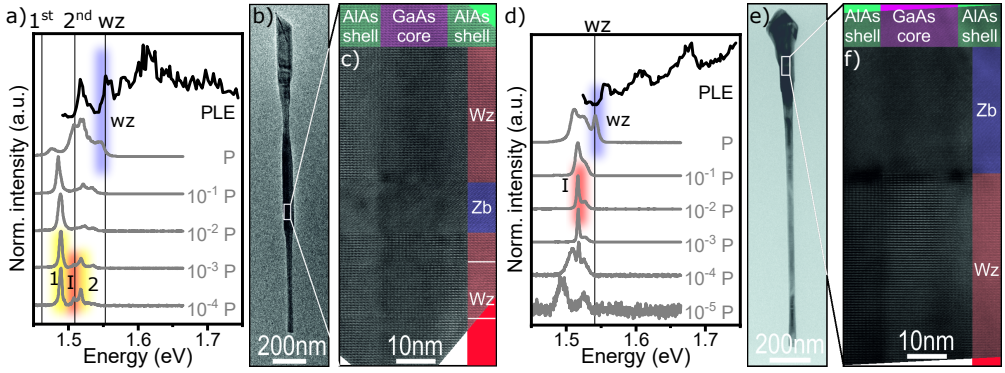 a) 1st 2nd wz
PLE
wz
P
10-1 P
10-2 P
10-3 P
10-4 P
1 I 2
Norm. intensity (a.u.)
1.5 1.6 1.7
Energy (eV)
b)
200nm
AlAs shell
GaAs core
AlAs shell
c)
Wz
Zb
Wz
10nm
d)
wz
PLE
wz
P
I
10-1 P
10-2 P
10-3 P
10-4 P
10-5 P
Norm. intensity (a.u.)
1.5 1.6 1.7
Energy (eV)
e)
200nm
AlAs shell
GaAs core
AlAs shell
f)
Zb
Wz
10nm